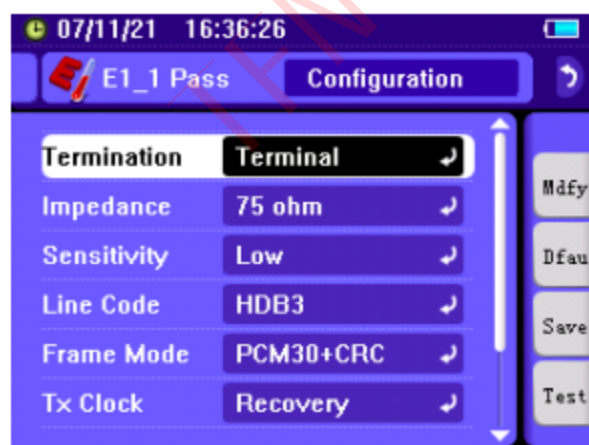 07/11/21 16:36:26
E1_1 Pass Configuration
Termination Terminal
Impedance 75 ohm
Sensitivity Low
Line Code HDB3
Frame Mode PCM30+CRC
Tx Clock Recovery
Mdfy
Dfau
Save
Test